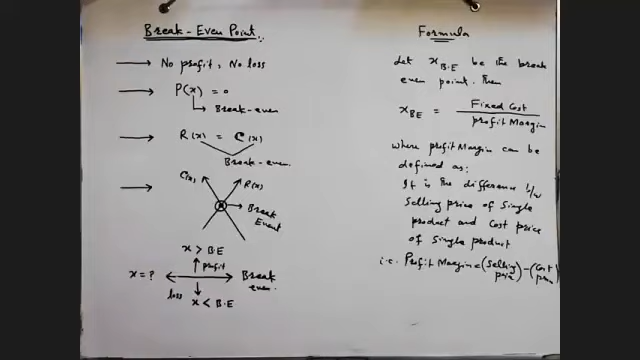 Break-Even Point
→ No profit, No loss
→ P(x) = 0
Break-even
→ R(x) = C(x)
Break-even.
C(x) R(x)
Break
Event
x > B.E
profit
x = ? Break
even.
loss
x < B.E
Formula
Let x B.E be the break
even point. Then
x BE = Fixed Cost / profit Margin
where profit Margin can be
defined as:
It is the difference b/w
Selling price of Single
product and Cost price
of Single product
i.e. Profit Margin = (Selling price) - (Cost